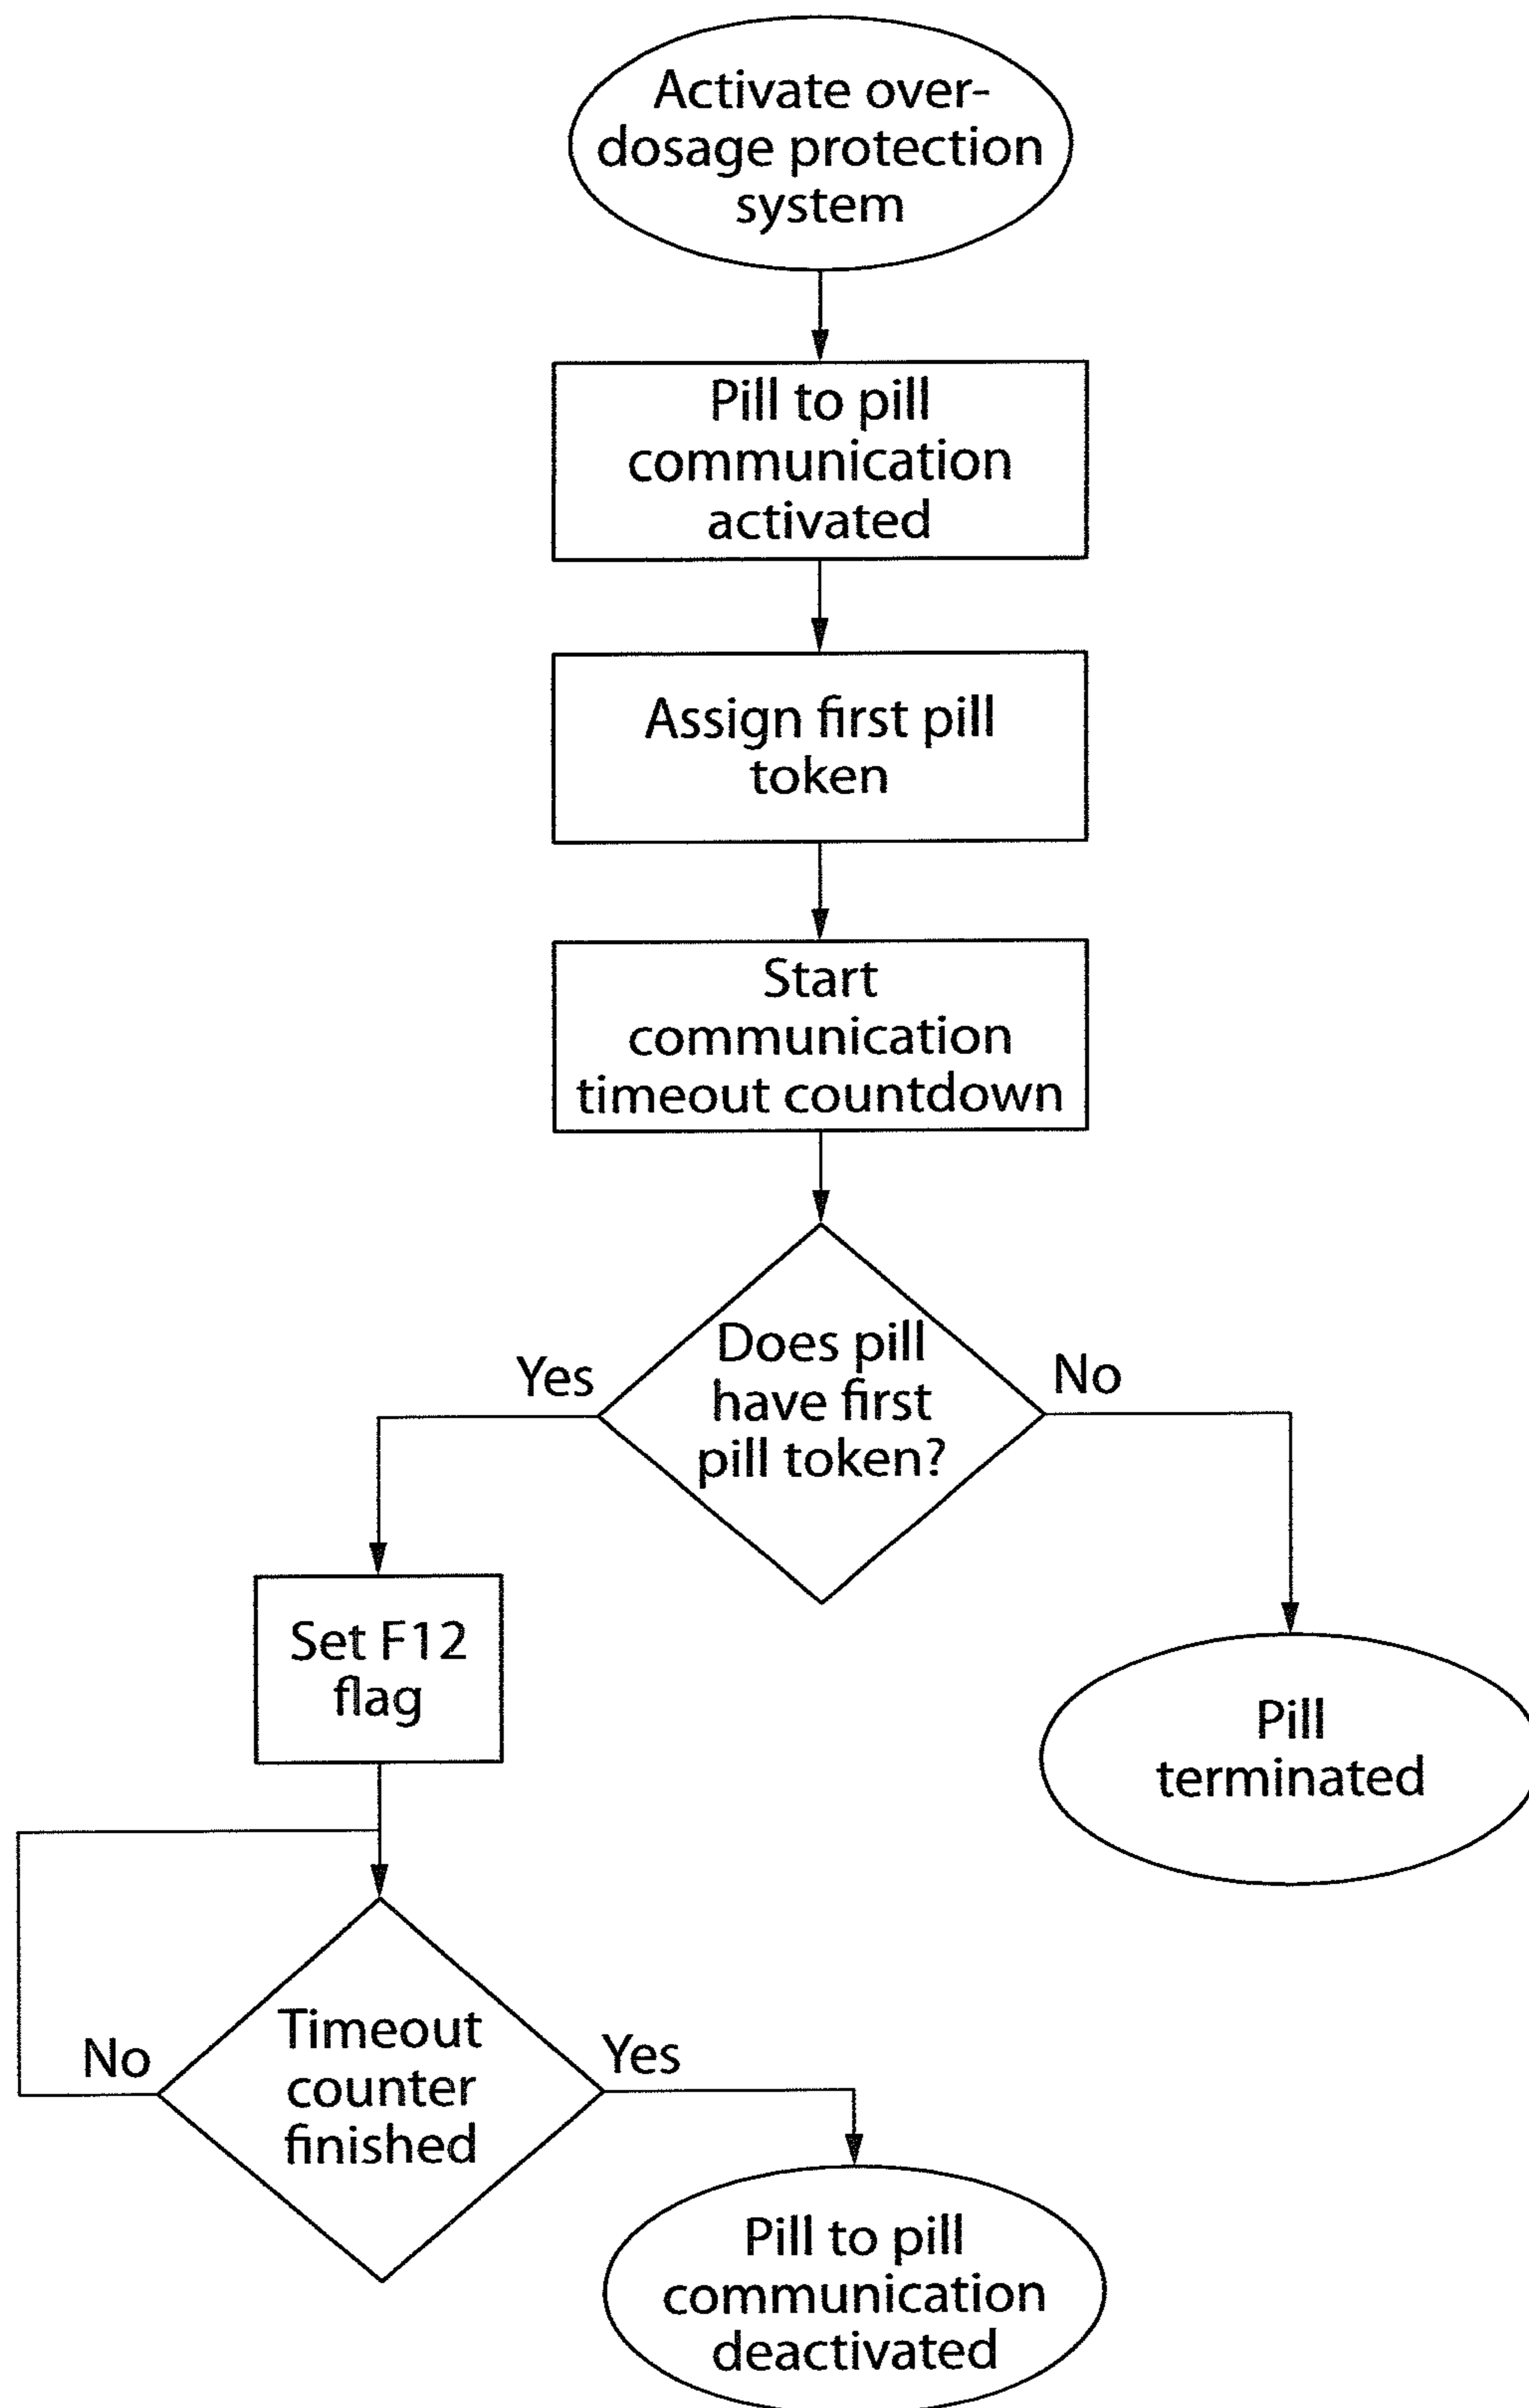 Activate over-
dosage protection
system
Pill to pill
communication
activated
Assign first pill
token
Start
communication
timeout countdown
Does pill
have first
pill token?
Yes
No
Set F12
flag
Pill
terminated
Timeout
counter
finished
No
Yes
Pill to pill
communication
deactivated